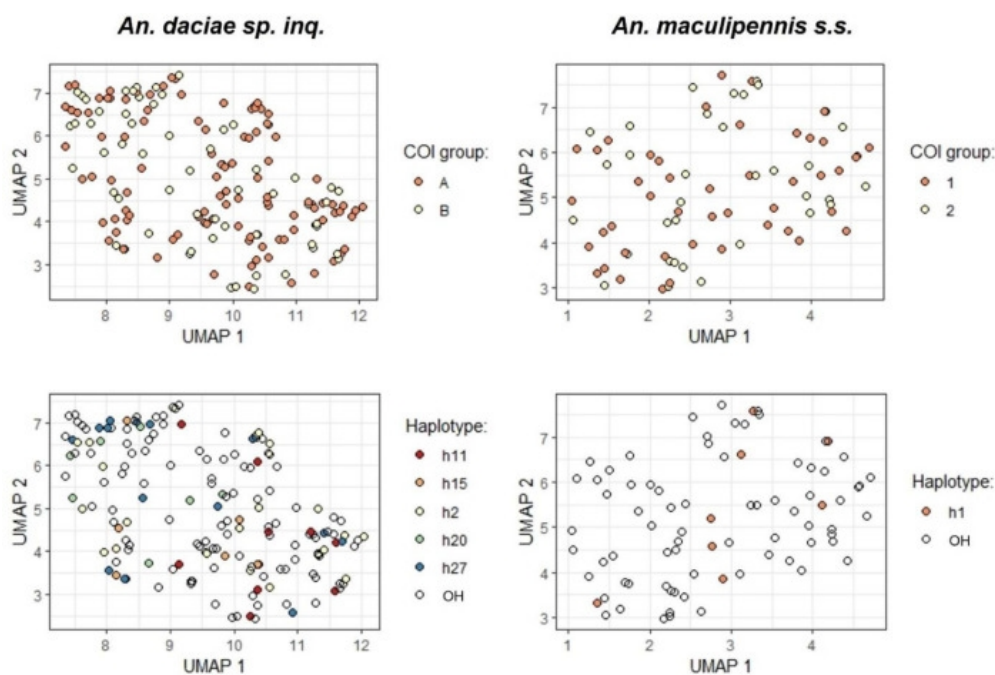 An. daciae sp. inq.
An. maculipennis s.s.
7
6
5
4
3
UMAP 2
8
9
10
11
12
UMAP 1
COI group:
A
B
7
6
5
4
3
UMAP 2
1
2
3
4
UMAP 1
COI group:
1
2
7
6
5
4
3
UMAP 2
8
9
10
11
12
UMAP 1
Haplotype:
h11
h15
h2
h20
h27
OH
7
6
5
4
3
UMAP 2
1
2
3
4
UMAP 1
Haplotype:
h1
OH